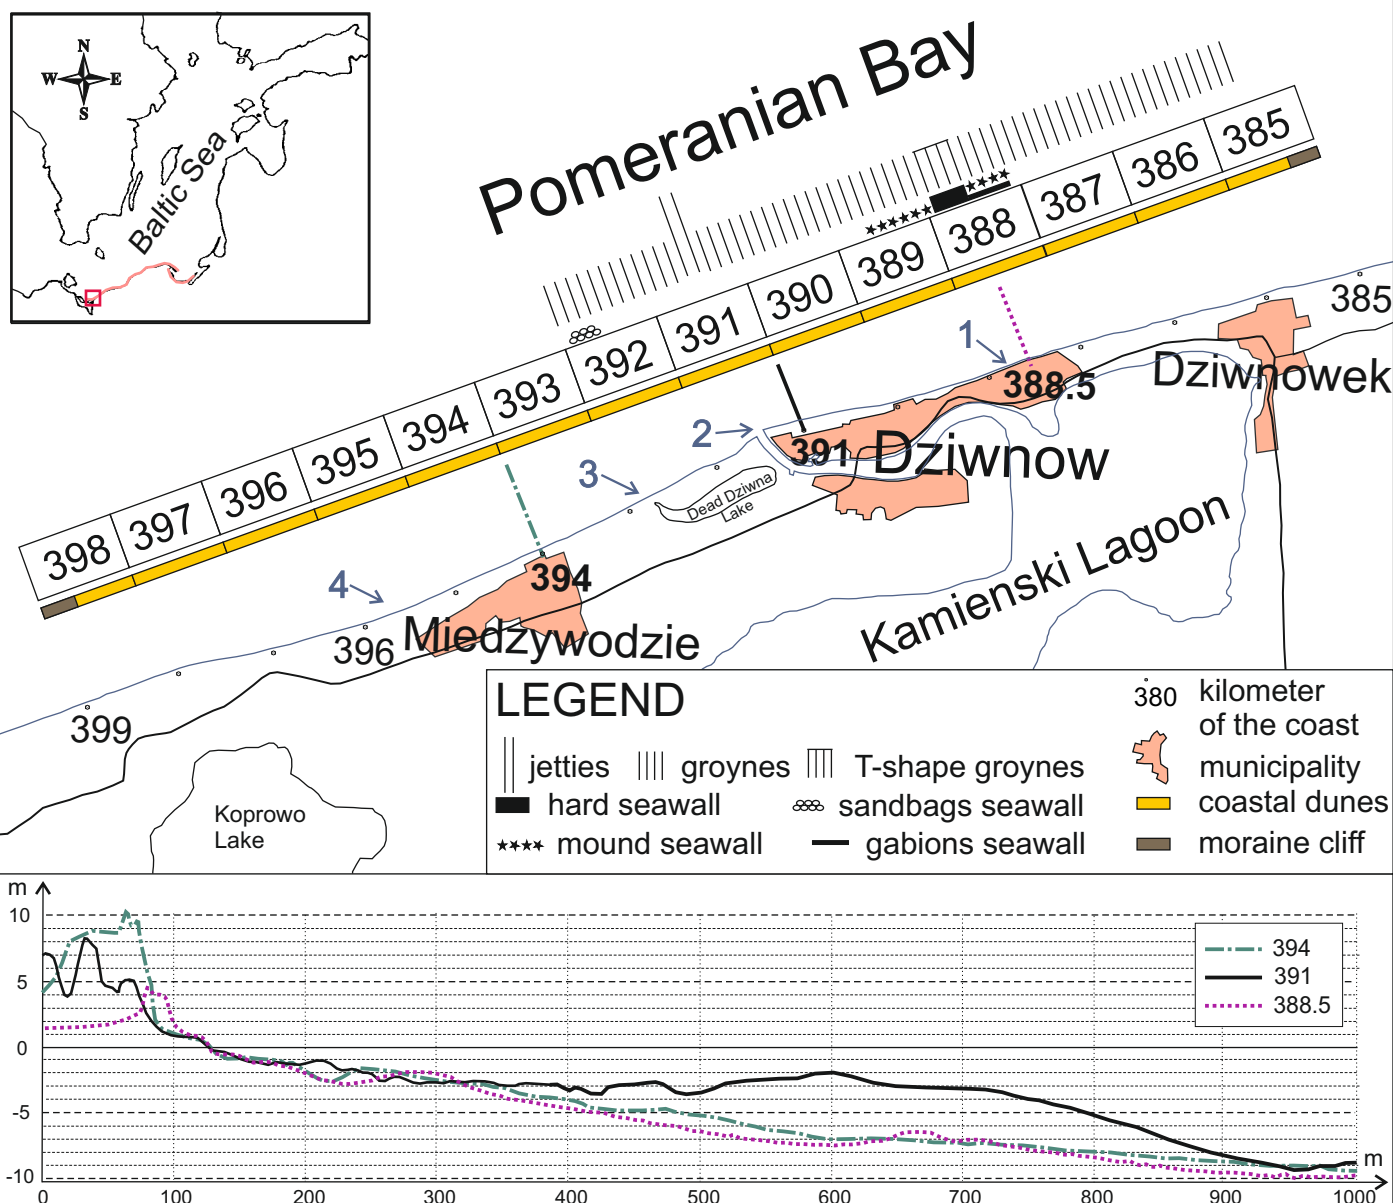 N
W E
S
Baltic Sea
Pomeranian Bay
398 397 396 395 394 393 392 391 390 389 388 387 386 385
1
2
3
4
385
388.5
391
394
396
399
Dziwnowek
Dziwnow
Miedzywodzie
Dead Dziwna
Lake
Kamienski Lagoon
Koprowo
Lake
LEGEND
jetties groynes T-shape groynes
hard seawall sandbags seawall
mound seawall gabions seawall
380 kilometer
of the coast
municipality
coastal dunes
moraine cliff
m
10
5
0
-5
-10
394
391
388.5
m
0 100 200 300 400 500 600 700 800 900 1000